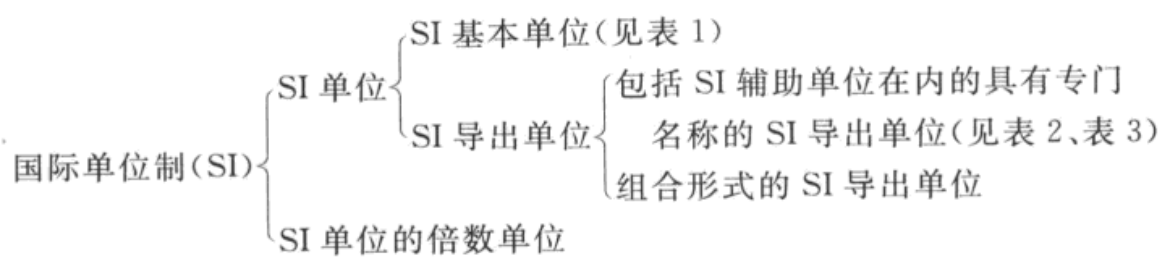 SI 基本单位(见表 1)
SI 单位
包括 SI 辅助单位在内的具有专门
SI 导出单位
名称的 SI 导出单位(见表 2、表 3)
国际单位制(SI)
组合形式的 SI 导出单位
SI 单位的倍数单位